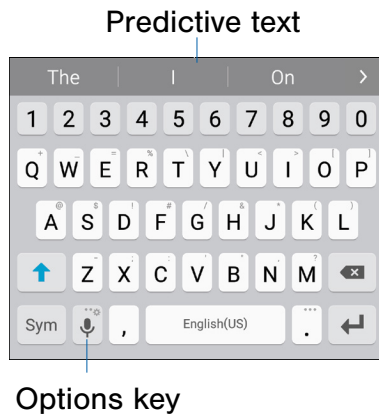 Predictive text
The I On >
1 2 3 4 5 6 7 8 9 0
+ _ = % \ | < > [ ]
Q W E R T Y U I O P
@ $ ! # / & * ( )
A S D F G H J K L
- ' : ; " ?
Z X C V B N M
Sym , English(US) .
Options key